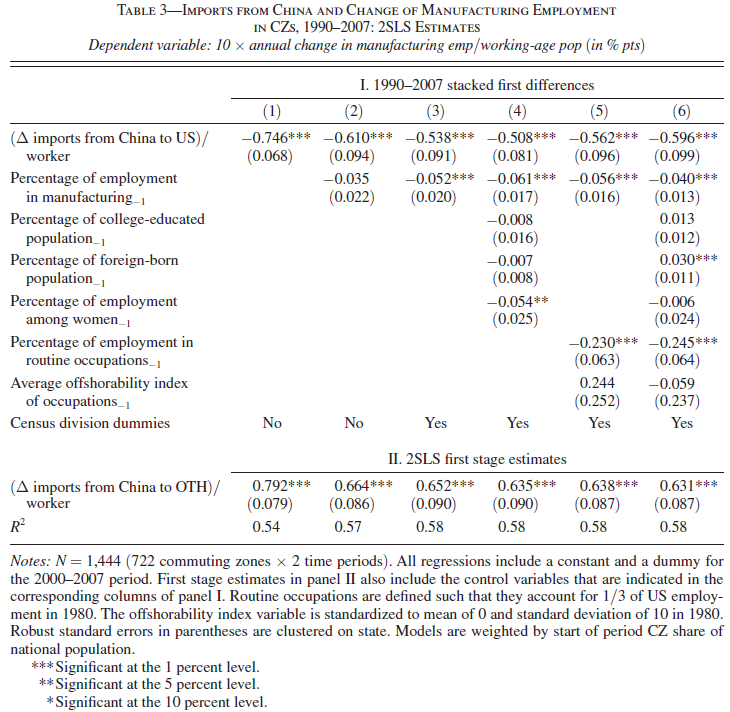 TABLE 3—IMPORTS FROM CHINA AND CHANGE OF MANUFACTURING EMPLOYMENT
IN CZS, 1990–2007: 2SLS ESTIMATES
Dependent variable: 10 × annual change in manufacturing emp/working-age pop (in % pts)
I. 1990–2007 stacked first differences
(1) (2) (3) (4) (5) (6)
(Δ imports from China to US)/ −0.746*** −0.610*** −0.538*** −0.508*** −0.562*** −0.596***
worker (0.068) (0.094) (0.091) (0.081) (0.096) (0.099)
Percentage of employment −0.035 −0.052*** −0.061*** −0.056*** −0.040***
in manufacturing−1 (0.022) (0.020) (0.017) (0.016) (0.013)
Percentage of college-educated −0.008 0.013
population−1 (0.016) (0.012)
Percentage of foreign-born −0.007 0.030***
population−1 (0.008) (0.011)
Percentage of employment −0.054** −0.006
among women−1 (0.025) (0.024)
Percentage of employment in −0.230*** −0.245***
routine occupations−1 (0.063) (0.064)
Average offshorability index 0.244 −0.059
of occupations−1 (0.252) (0.237)
Census division dummies No No Yes Yes Yes Yes
II. 2SLS first stage estimates
(Δ imports from China to OTH)/ 0.792*** 0.664*** 0.652*** 0.635*** 0.638*** 0.631***
worker (0.079) (0.086) (0.090) (0.090) (0.087) (0.087)
R² 0.54 0.57 0.58 0.58 0.58 0.58
Notes: N = 1,444 (722 commuting zones × 2 time periods). All regressions include a constant and a dummy for
the 2000–2007 period. First stage estimates in panel II also include the control variables that are indicated in the
corresponding columns of panel I. Routine occupations are defined such that they account for 1/3 of US employ-
ment in 1980. The offshorability index variable is standardized to mean of 0 and standard deviation of 10 in 1980.
Robust standard errors in parentheses are clustered on state. Models are weighted by start of period CZ share of
national population.
***Significant at the 1 percent level.
**Significant at the 5 percent level.
*Significant at the 10 percent level.